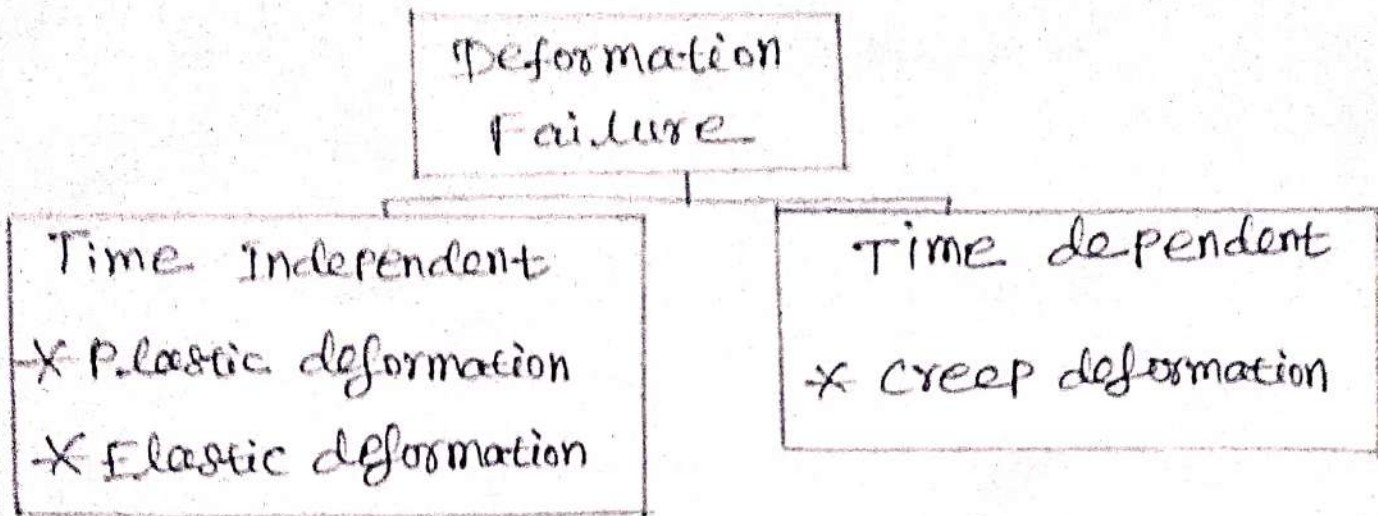 Deformation
Failure
Time Independent
* Plastic deformation
* Elastic deformation
Time dependent
* creep deformation